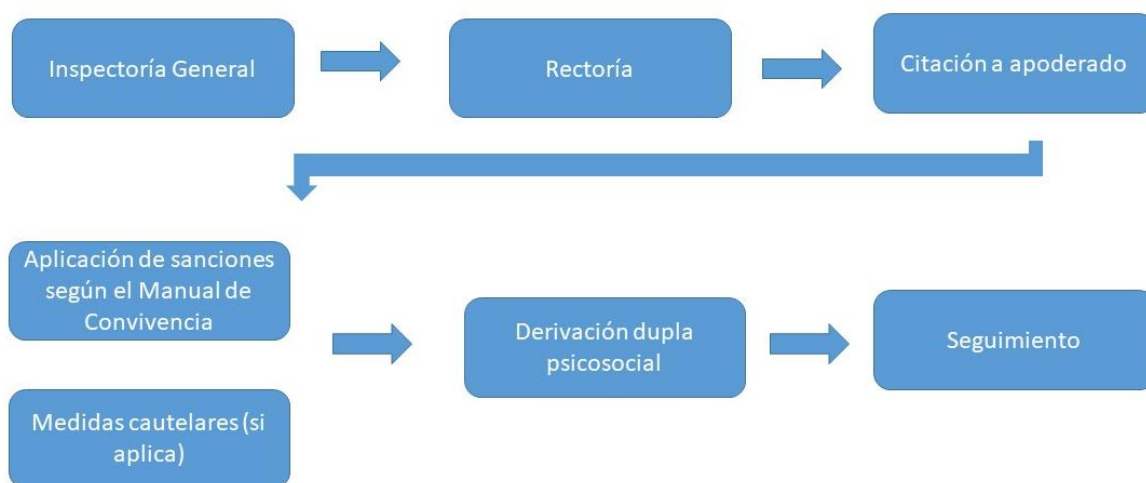 Inspectoría General
Rectoría
Citación a apoderado
Aplicación de sanciones
según el Manual de
Convivencia
Medidas cautelares (si
aplica)
Derivación dupla
psicosocial
Seguimiento